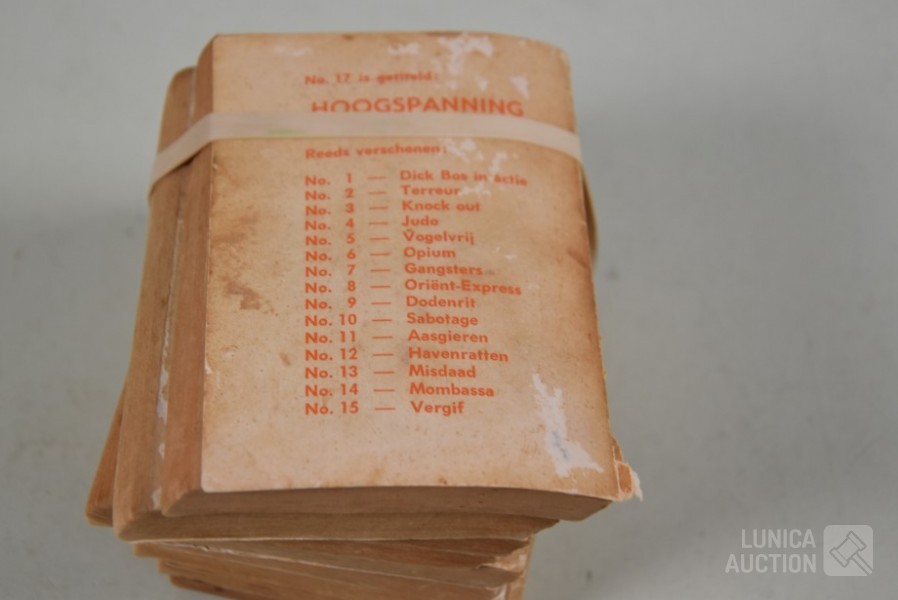 No. 17 is getiteld:
HOOGSPANNING
Reeds verschenen:
No. 1 — Dick Bos in actie
No. 2 — Terreur
No. 3 — Knock out
No. 4 — Judo
No. 5 — Vogelvrij
No. 6 — Opium
No. 7 — Gangsters
No. 8 — Oriënt-Express
No. 9 — Dodenrit
No. 10 — Sabotage
No. 11 — Aasgieren
No. 12 — Havenratten
No. 13 — Misdaad
No. 14 — Mombassa
No. 15 — Vergif
LUNICA
AUCTION